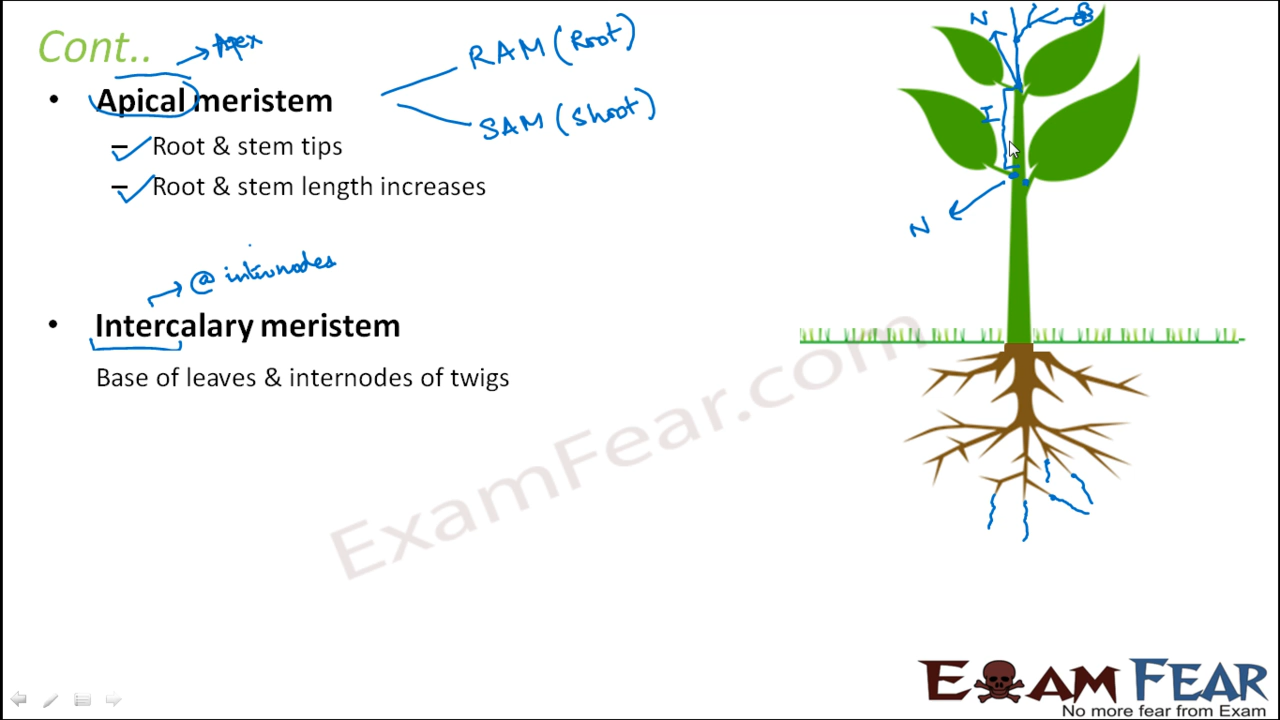 Cont..
→ Apex
• Apical meristem
RAM (Root)
SAM (Shoot)
– Root & stem tips
– Root & stem length increases
→ @ internodes
• Intercalary meristem
Base of leaves & internodes of twigs
N
I
N
ExamFear.com
EXAM FEAR
No more fear from Exam